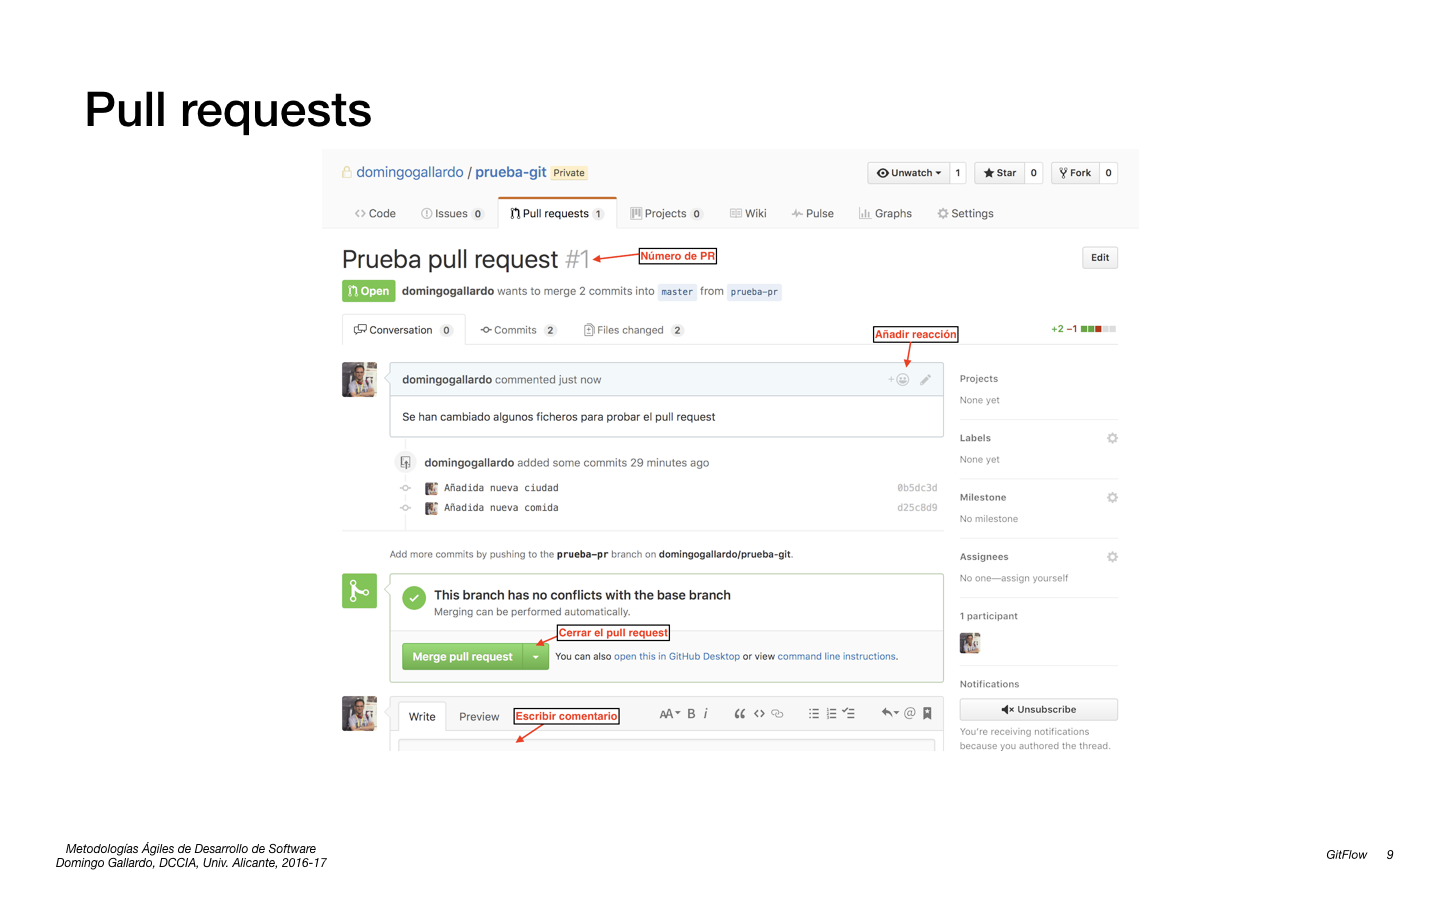 Pull requests
domingogallardo / prueba-git Private
Unwatch 1 Star 0 Fork 0
Code Issues 0 Pull requests 1 Projects 0 Wiki Pulse Graphs Settings
Prueba pull request #1 Número de PR Edit
Open domingogallardo wants to merge 2 commits into master from prueba-pr
Conversation 0 Commits 2 Files changed 2 +2 −1
Añadir reacción
domingogallardo commented just now
Se han cambiado algunos ficheros para probar el pull request
domingogallardo added some commits 29 minutes ago
Añadida nueva ciudad 0b5dc3d
Añadida nueva comida d25c8d9
Add more commits by pushing to the prueba-pr branch on domingogallardo/prueba-git.
This branch has no conflicts with the base branch
Merging can be performed automatically.
Cerrar el pull request
Merge pull request You can also open this in GitHub Desktop or view command line instructions.
Write Preview Escribir comentario AA B i @
Projects
None yet
Labels
None yet
Milestone
No milestone
Assignees
No one—assign yourself
1 participant
Notifications
Unsubscribe
You're receiving notifications
because you authored the thread.
Metodologías Ágiles de Desarrollo de Software
Domingo Gallardo, DCCIA, Univ. Alicante, 2016-17
GitFlow 9